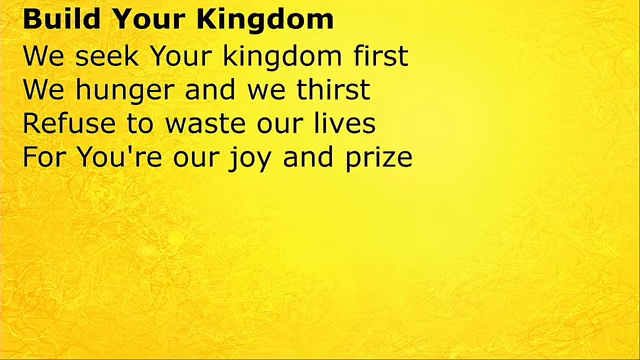 Build Your Kingdom
We seek Your kingdom first
We hunger and we thirst
Refuse to waste our lives
For You're our joy and prize